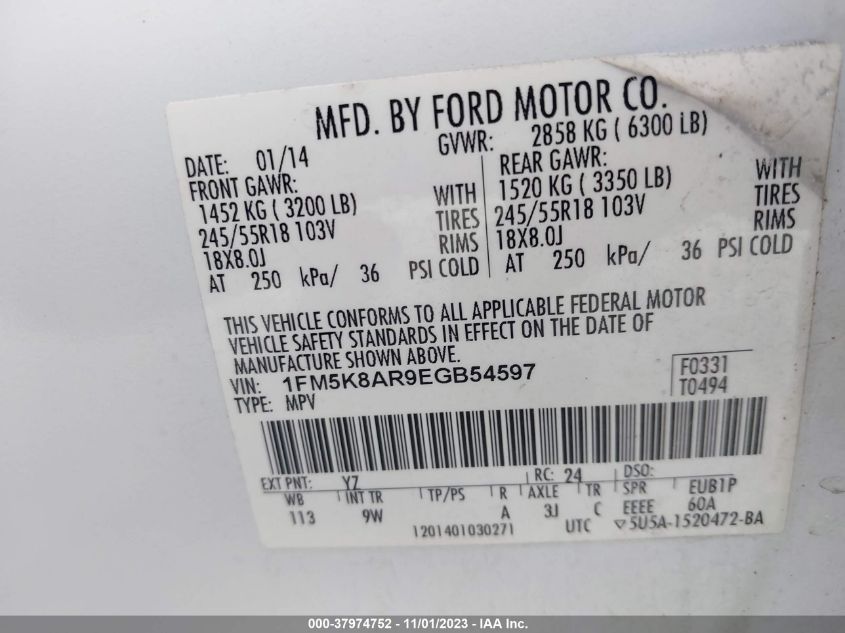 MFD. BY FORD MOTOR CO.
DATE: 01/14 GVWR: 2858 KG ( 6300 LB)
FRONT GAWR: REAR GAWR:
1452 KG ( 3200 LB) WITH 1520 KG ( 3350 LB) WITH
245/55R18 103V TIRES 245/55R18 103V TIRES
18X8.0J RIMS 18X8.0J RIMS
AT 250 kPa/ 36 PSI COLD AT 250 kPa/ 36 PSI COLD
THIS VEHICLE CONFORMS TO ALL APPLICABLE FEDERAL MOTOR
VEHICLE SAFETY STANDARDS IN EFFECT ON THE DATE OF
MANUFACTURE SHOWN ABOVE.
VIN: 1FM5K8AR9EGB54597 F0331
TYPE: MPV T0494
EXT PNT: YZ RC: 24 DSO:
WB INT TR TP/PS R AXLE TR SPR EUB1P
113 9W A 3J C EEEE 60A
1201401030271 UTC ▽5U5A-1520472-BA
000-37974752 - 11/01/2023 - IAAI.com